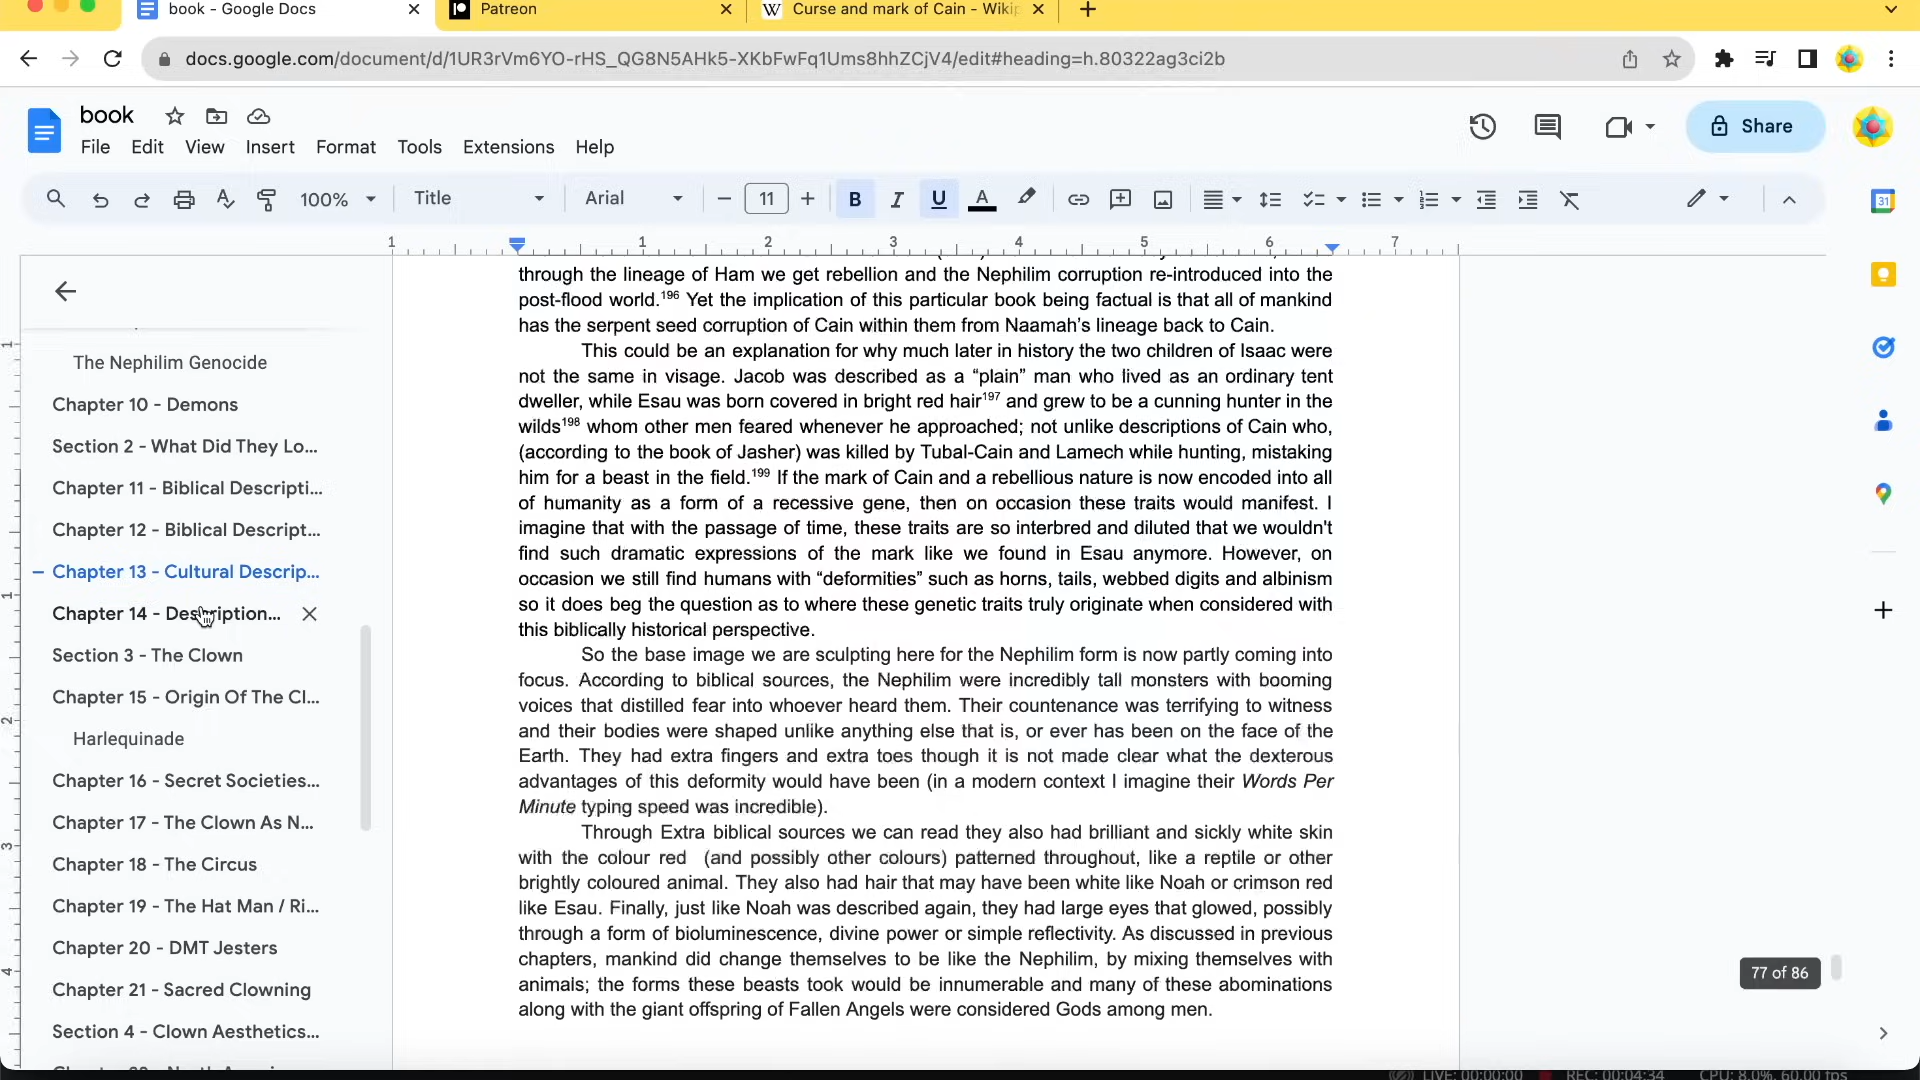 book - Google Docs
Patreon
W Curse and mark of Cain - Wiki
docs.google.com/document/d/1UR3rVm6YO-rHS_QG8N5AHk5-XKbFwFq1Ums8hhZCjV4/edit#heading=h.80322ag3ci2b
book
File Edit View Insert Format Tools Extensions Help
Share
100% Title Arial 11 B I U A
31
1 1 2 3 4 5 6 7
through the lineage of Ham we get rebellion and the Nephilim corruption re-introduced into the
post-flood world.196 Yet the implication of this particular book being factual is that all of mankind
has the serpent seed corruption of Cain within them from Naamah's lineage back to Cain.
This could be an explanation for why much later in history the two children of Isaac were
not the same in visage. Jacob was described as a “plain” man who lived as an ordinary tent
dweller, while Esau was born covered in bright red hair197 and grew to be a cunning hunter in the
wilds198 whom other men feared whenever he approached; not unlike descriptions of Cain who,
(according to the book of Jasher) was killed by Tubal-Cain and Lamech while hunting, mistaking
him for a beast in the field.199 If the mark of Cain and a rebellious nature is now encoded into all
of humanity as a form of a recessive gene, then on occasion these traits would manifest. I
imagine that with the passage of time, these traits are so interbred and diluted that we wouldn't
find such dramatic expressions of the mark like we found in Esau anymore. However, on
occasion we still find humans with “deformities” such as horns, tails, webbed digits and albinism
so it does beg the question as to where these genetic traits truly originate when considered with
this biblically historical perspective.
So the base image we are sculpting here for the Nephilim form is now partly coming into
focus. According to biblical sources, the Nephilim were incredibly tall monsters with booming
voices that distilled fear into whoever heard them. Their countenance was terrifying to witness
and their bodies were shaped unlike anything else that is, or ever has been on the face of the
Earth. They had extra fingers and extra toes though it is not made clear what the dexterous
advantages of this deformity would have been (in a modern context I imagine their Words Per
Minute typing speed was incredible).
Through Extra biblical sources we can read they also had brilliant and sickly white skin
with the colour red (and possibly other colours) patterned throughout, like a reptile or other
brightly coloured animal. They also had hair that may have been white like Noah or crimson red
like Esau. Finally, just like Noah was described again, they had large eyes that glowed, possibly
through a form of bioluminescence, divine power or simple reflectivity. As discussed in previous
chapters, mankind did change themselves to be like the Nephilim, by mixing themselves with
animals; the forms these beasts took would be innumerable and many of these abominations
along with the giant offspring of Fallen Angels were considered Gods among men.
The Nephilim Genocide
Chapter 10 - Demons
Section 2 - What Did They Lo...
Chapter 11 - Biblical Descripti...
Chapter 12 - Biblical Descript...
Chapter 13 - Cultural Descrip...
Chapter 14 - Description...
Section 3 - The Clown
Chapter 15 - Origin Of The Cl...
Harlequinade
Chapter 16 - Secret Societies...
Chapter 17 - The Clown As N...
Chapter 18 - The Circus
Chapter 19 - The Hat Man / Ri...
Chapter 20 - DMT Jesters
Chapter 21 - Sacred Clowning
Section 4 - Clown Aesthetics...
1
1
2
3
4
77 of 86
LIVE: 00:00:00 REC: 00:04:34 CPU: 8.0%, 60.00 fps